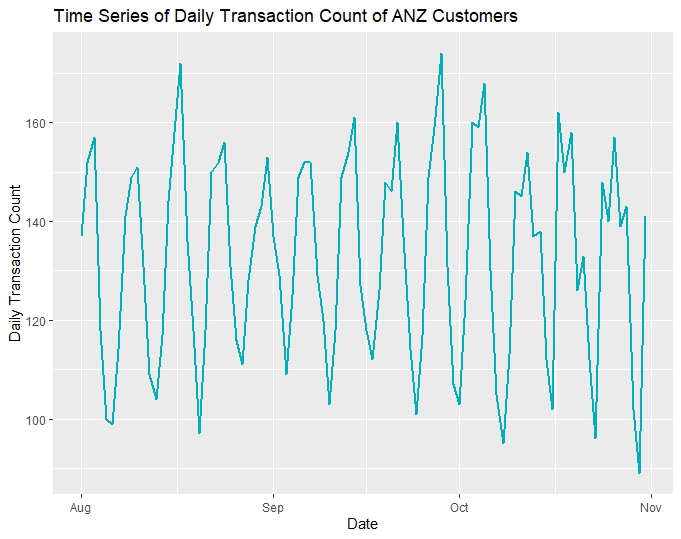 Time Series of Daily Transaction Count of ANZ Customers
Daily Transaction Count
160
140
120
100
Aug
Sep
Oct
Nov
Date